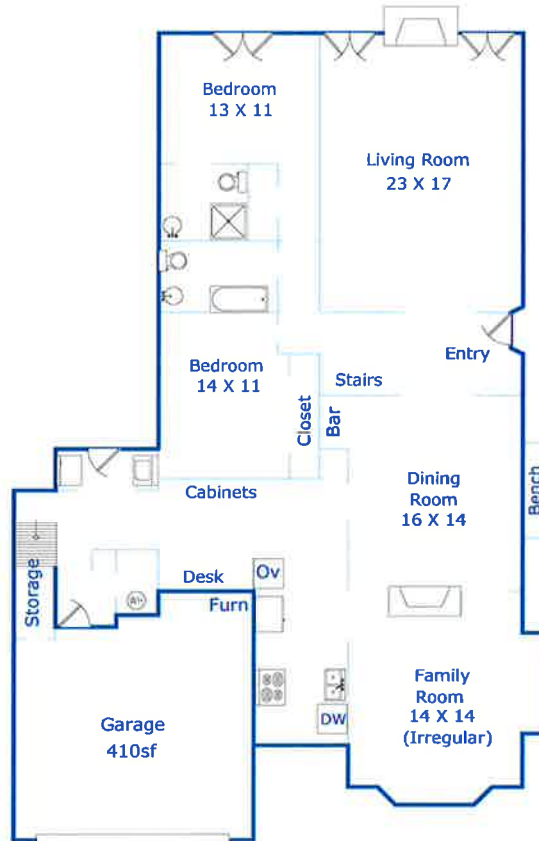 Bedroom
13 X 11
Living Room
23 X 17
Entry
Bedroom
14 X 11
Stairs
Closet
Bar
Dining
Room
16 X 14
Bench
Cabinets
Storage
Desk
Ov
Furn
Family
Room
14 X 14
(Irregular)
DW
Garage
410sf